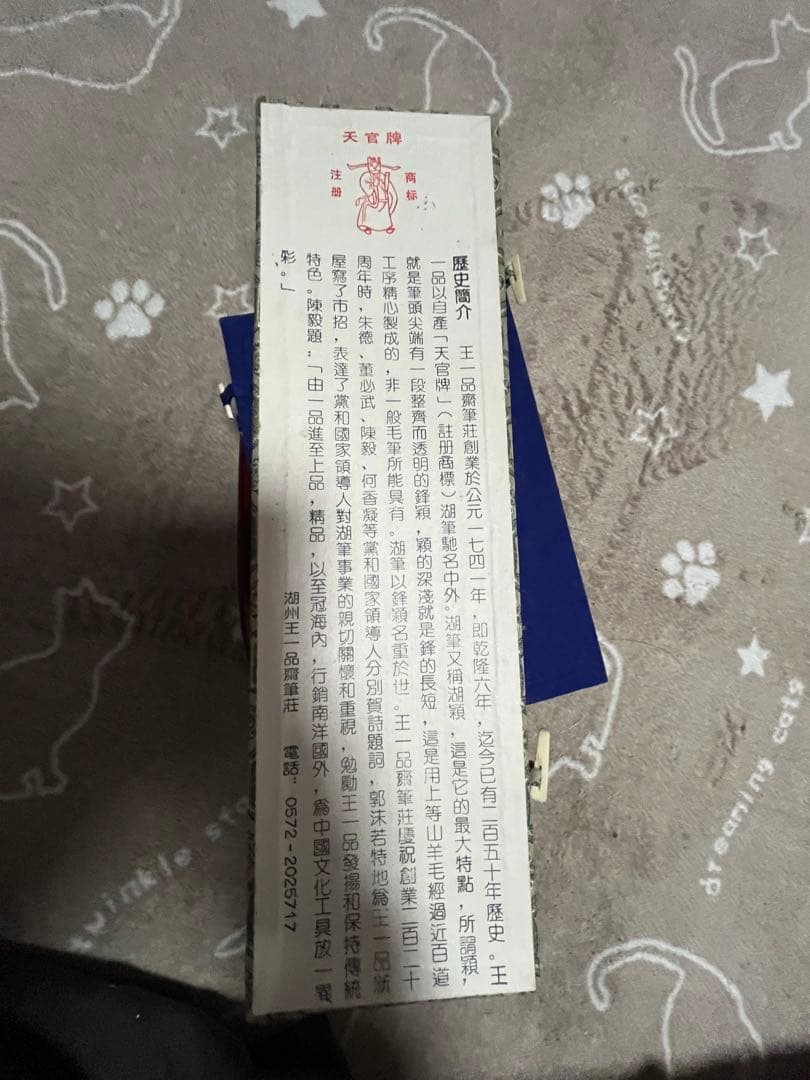 天官牌
注册
商标
歷史簡介　王一品齋筆莊創業於公元一七四一年，即乾隆六年，迄今已有二百五十年歷史。王
一品以自產「天官牌」（註册商標）湖筆馳名中外。湖筆又稱湖穎，這是它的最大特點，所謂穎，
就是筆頭尖端有一段整齊而透明的鋒穎，穎的深淺就是鋒的長短，這是用上等山羊毛經過近百道
工序精心製成的，非一般毛筆所能具有。湖筆以鋒穎名重於世。王一品齋筆莊慶祝創業二百二十
周年時，朱德、董必武、陳毅、何香凝等黨和國家領導人分別賀詩題詞，郭沫若特地為王一品新
屋寫了市招，表達了黨和國家領導人對湖筆事業的親切關懷和重視，勉勵王一品發揚和保持傳統
特色。陳毅題：「由一品進至上品，精品，以至冠海內，行銷南洋國外，為中國文化工具放一異
彩。」
湖州王一品齋筆莊　電話：0572-2025717
dreaming cats
twinkle sta